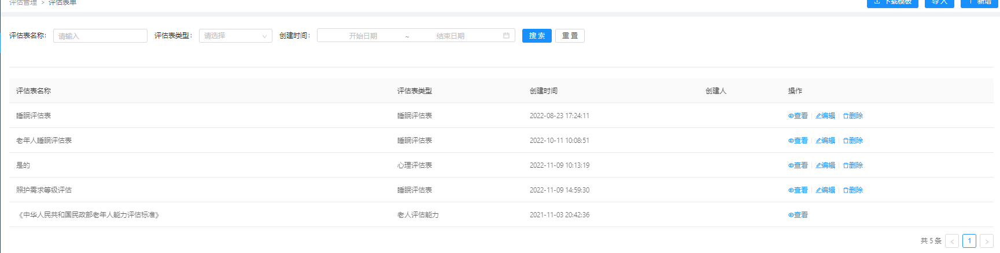 评估管理 > 评估表单
下载模板 导入 新增
评估表名称: 请输入 评估表类型: 请选择 创建时间: 开始日期 ~ 结束日期 搜索 重置
评估表名称 评估表类型 创建时间 创建人 操作
睡眠评估表 睡眠评估表 2022-08-23 17:24:11 查看 编辑 删除
老年人睡眠评估表 睡眠评估表 2022-10-11 10:08:51 查看 编辑 删除
是的 心理评估表 2022-11-09 10:13:19 查看 编辑 删除
照护需求等级评估 睡眠评估表 2022-11-09 14:59:30 查看 编辑 删除
《中华人民共和国民政部老年人能力评估标准》 老人评估能力 2021-11-03 20:42:36 查看
共 5 条 < 1 >